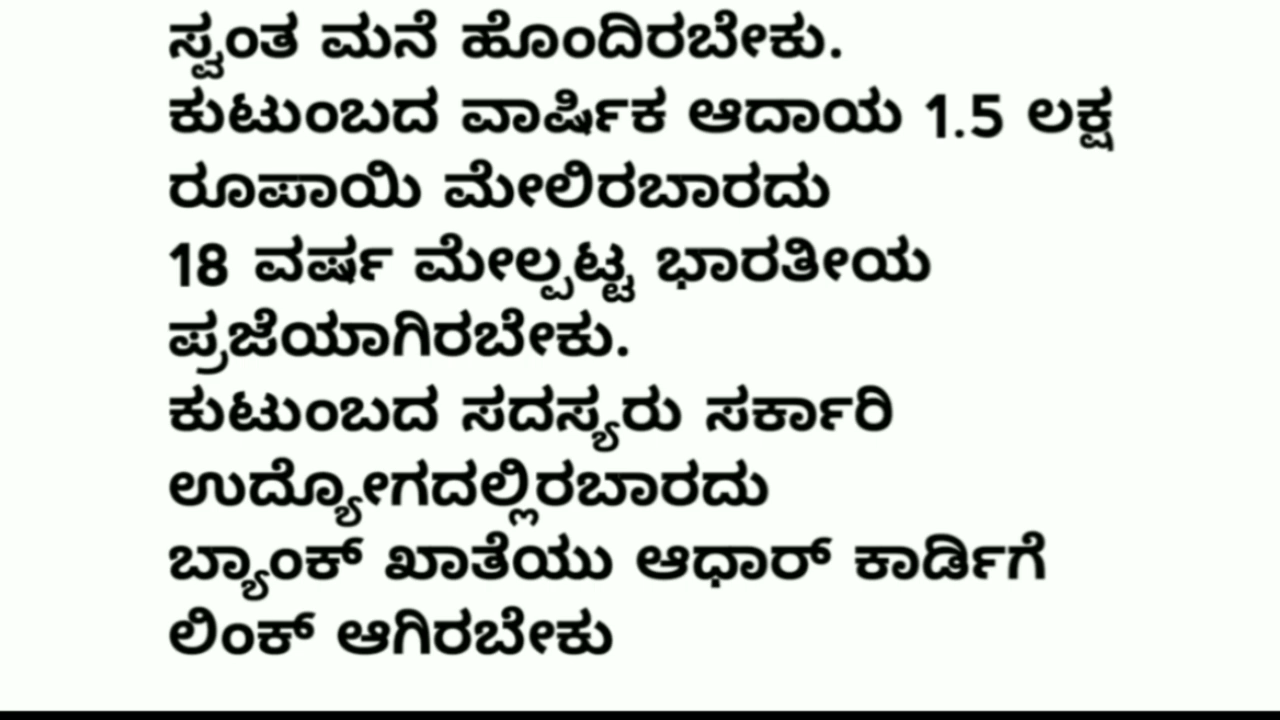 ಸ್ವಂತ ಮನೆ ಹೊಂದಿರಬೇಕು.
ಕುಟುಂಬದ ವಾರ್ಷಿಕ ಆದಾಯ 1.5 ಲಕ್ಷ
ರೂಪಾಯಿ ಮೇಲಿರಬಾರದು
18 ವರ್ಷ ಮೇಲ್ಪಟ್ಟ ಭಾರತೀಯ
ಪ್ರಜೆಯಾಗಿರಬೇಕು.
ಕುಟುಂಬದ ಸದಸ್ಯರು ಸರ್ಕಾರಿ
ಉದ್ಯೋಗದಲ್ಲಿರಬಾರದು
ಬ್ಯಾಂಕ್ ಖಾತೆಯು ಆಧಾರ್ ಕಾರ್ಡಿಗೆ
ಲಿಂಕ್ ಆಗಿರಬೇಕು